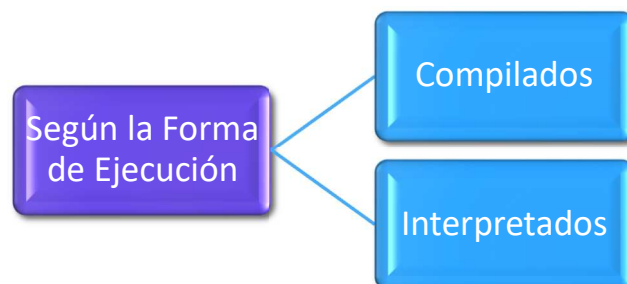 Según la Forma
de Ejecución
Compilados
Interpretados